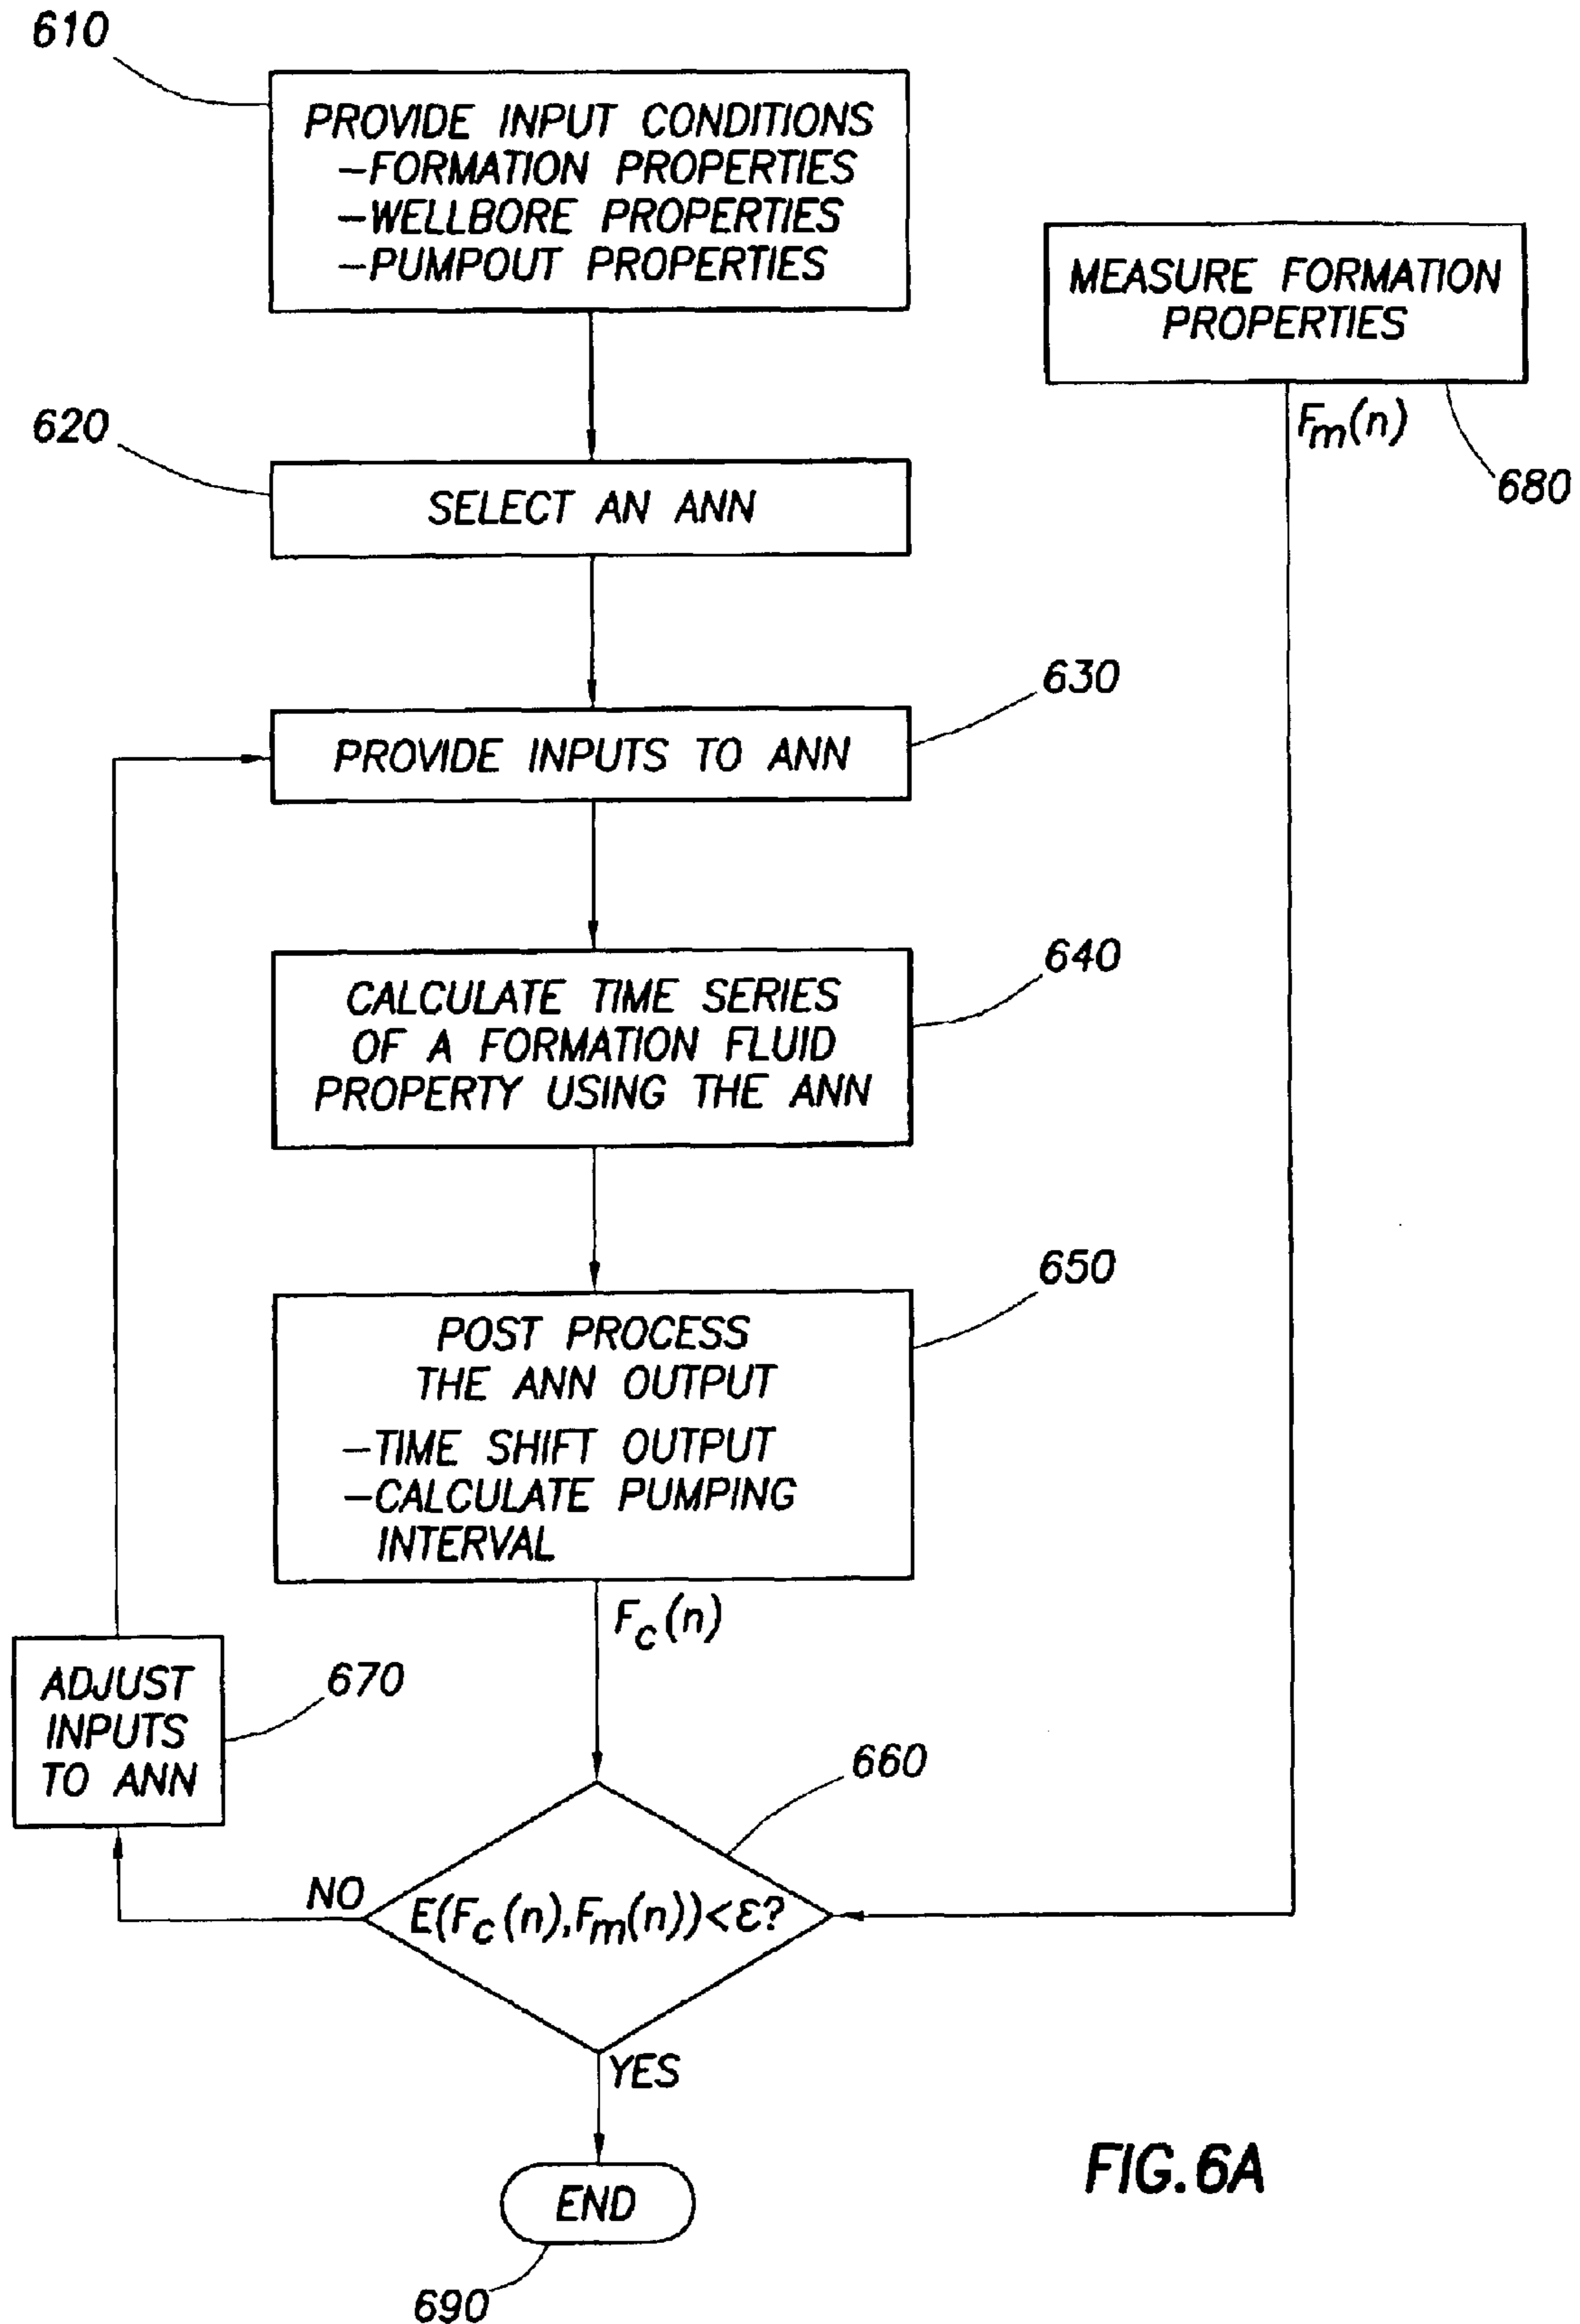 610
PROVIDE INPUT CONDITIONS
-FORMATION PROPERTIES
-WELLBORE PROPERTIES
-PUMPOUT PROPERTIES
MEASURE FORMATION
PROPERTIES
Fm(n)
680
620
SELECT AN ANN
630
PROVIDE INPUTS TO ANN
640
CALCULATE TIME SERIES
OF A FORMATION FLUID
PROPERTY USING THE ANN
650
POST PROCESS
THE ANN OUTPUT
-TIME SHIFT OUTPUT
-CALCULATE PUMPING
INTERVAL
Fc(n)
ADJUST
INPUTS
TO ANN
670
660
NO
E(Fc(n),Fm(n))<ε?
YES
END
690
FIG.6A